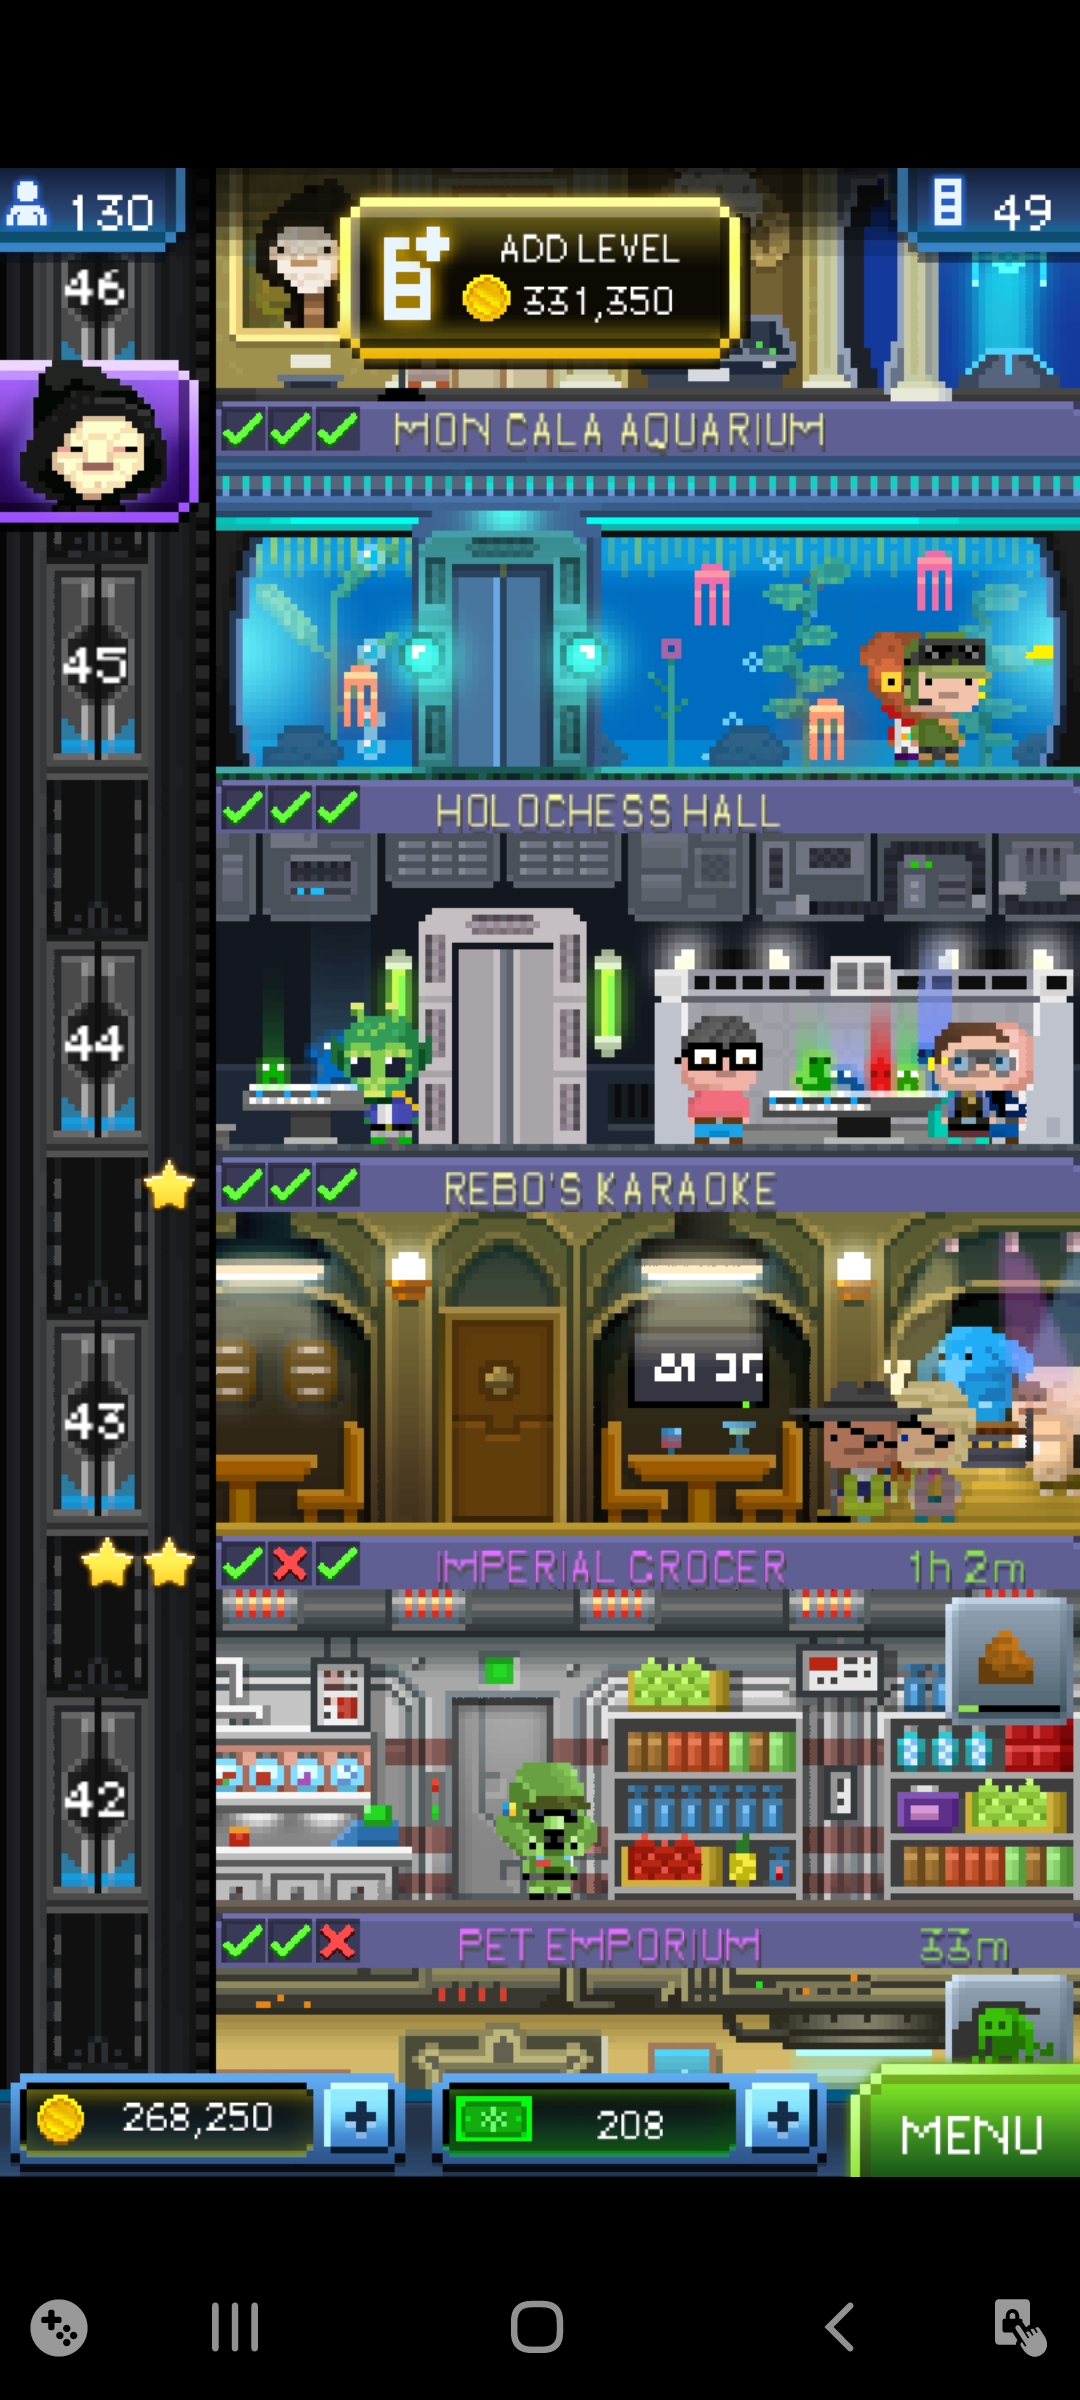 130
49
ADD LEVEL
331,350
46
MON CALA AQUARIUM
45
HOLOCHESS HALL
44
REBO'S KARAOKE
43
IMPERIAL GROCER 1h 2m
42
PET EMPORIUM 33m
268,250
208
MENU